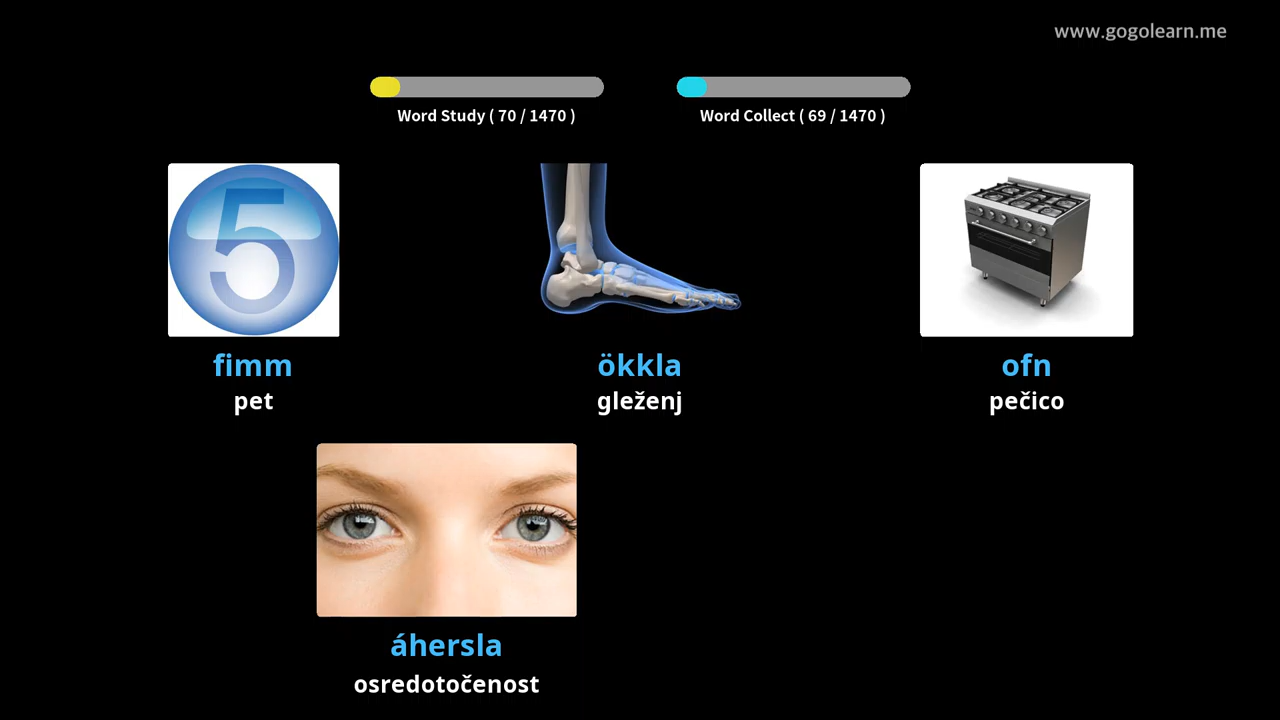 www.gogolearn.me
Word Study ( 70 / 1470 )
Word Collect ( 69 / 1470 )
5
fimm
pet
ökkla
gleženj
ofn
pečico
áhersla
osredotočenost